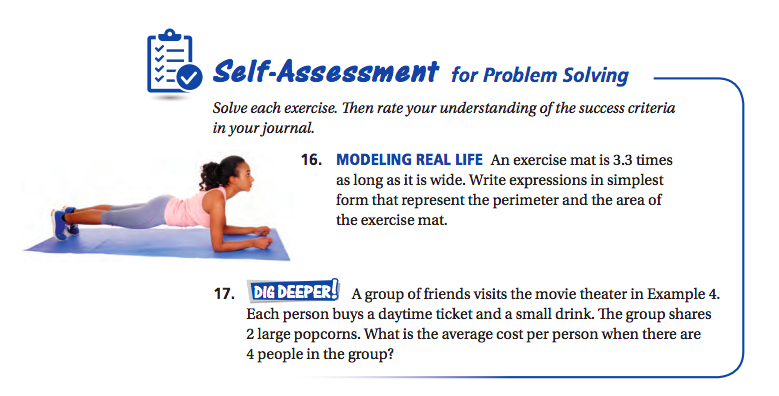 Self-Assessment for Problem Solving
Solve each exercise. Then rate your understanding of the success criteria
in your journal.
16. MODELING REAL LIFE An exercise mat is 3.3 times
as long as it is wide. Write expressions in simplest
form that represent the perimeter and the area of
the exercise mat.
17. DIG DEEPER! A group of friends visits the movie theater in Example 4.
Each person buys a daytime ticket and a small drink. The group shares
2 large popcorns. What is the average cost per person when there are
4 people in the group?